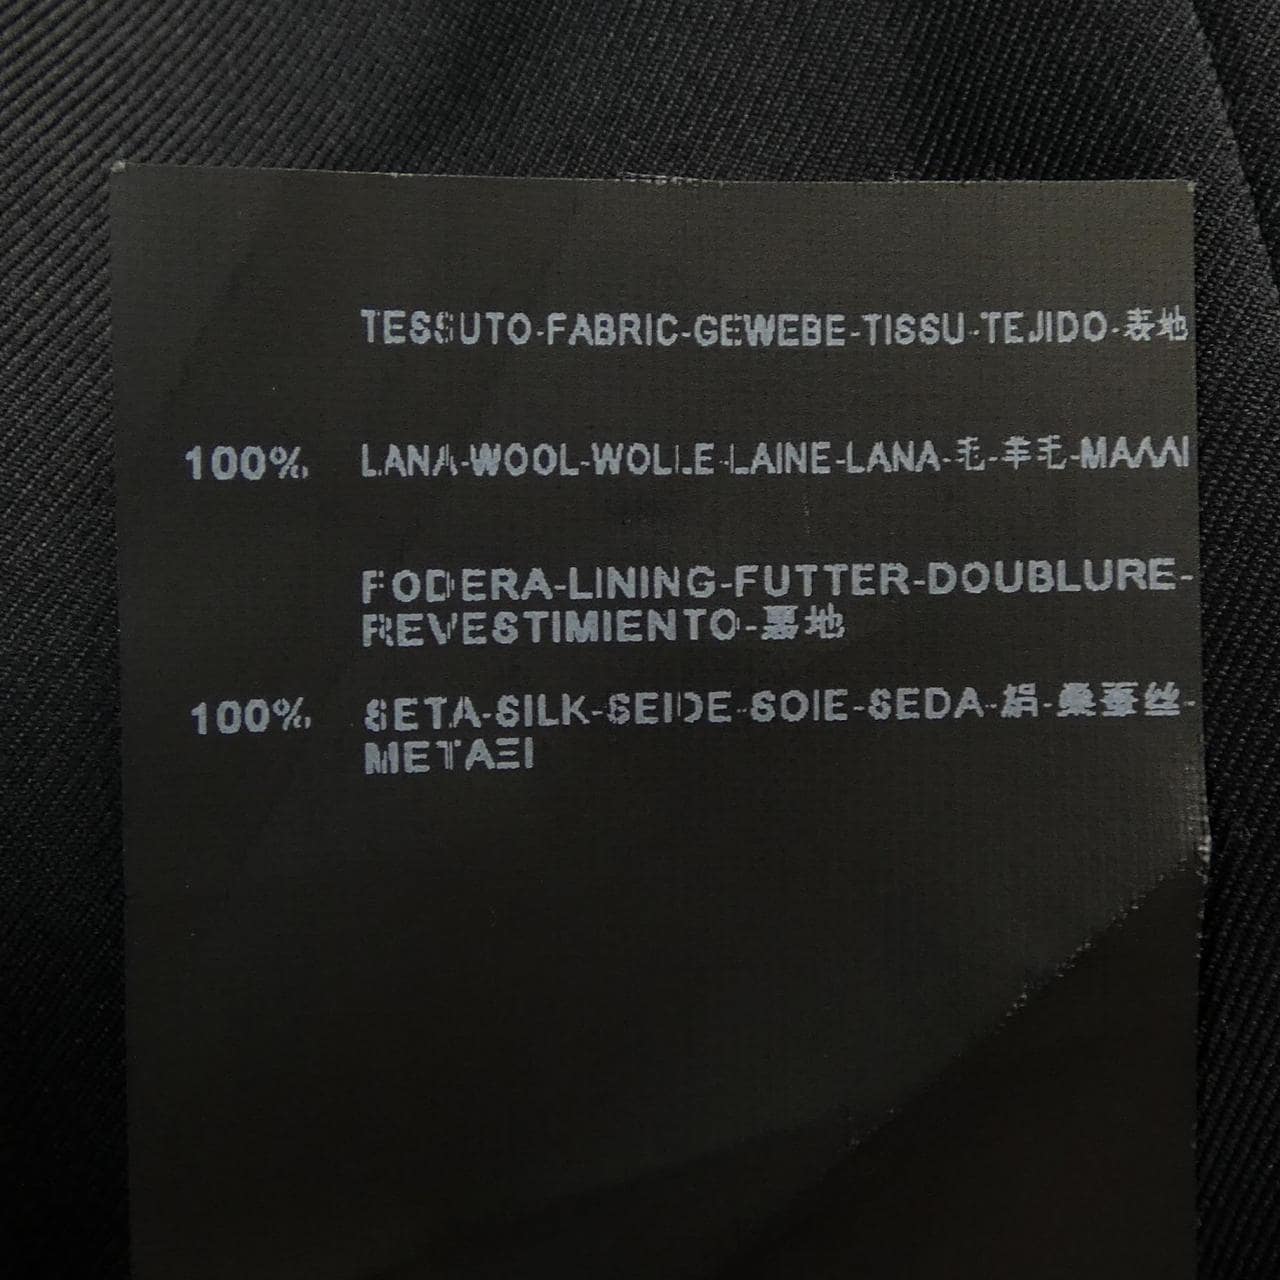 TESSUTO-FABRIC-GEWEBE-TISSU-TEJIDO-表地
100% LANA-WOOL-WOLLE-LAINE-LANA-毛-羊毛-ΜΑΛΛΙ
FODERA-LINING-FUTTER-DOUBLURE-
REVESTIMIENTO-裏地
100% SETA-SILK-SEIDE-SOIE-SEDA-絹-桑蚕丝-
ΜΕΤΑΞΙ